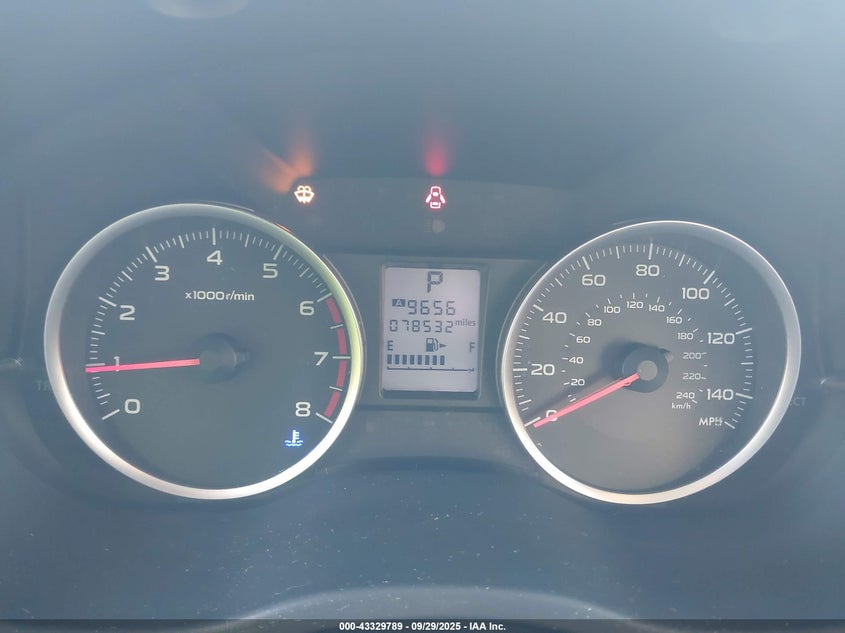 0 1 2 3 4 5 6 7 8
x1000r/min
P
A 9656
078532 miles
E F
0 20 40 60 80 100 120 140
MPH
20 40 60 80 100 120 140 160 180 200 220 240
km/h
CT
000-43329789 - 09/29/2025 - IAA Inc.